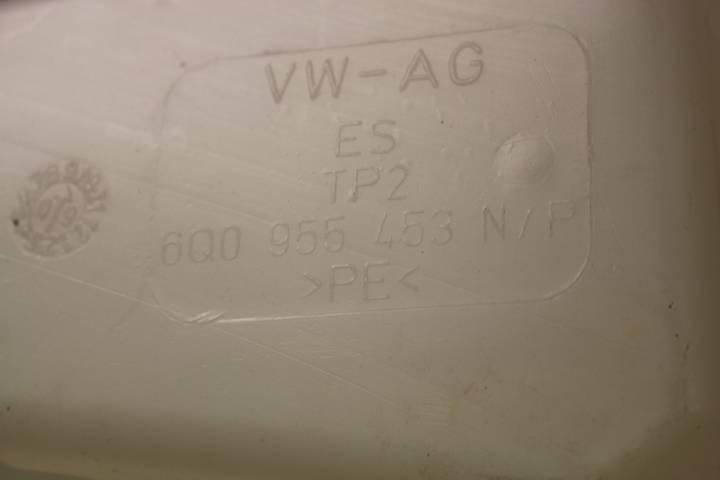 VW-AG
ES
TP2
6Q0 955 453 N/P
>PE<